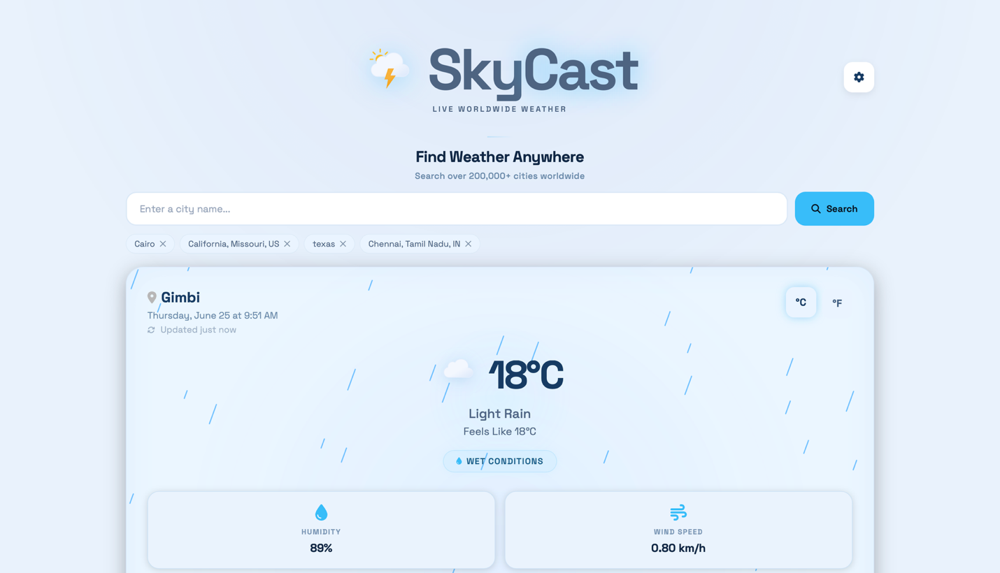 SkyCast
LIVE WORLDWIDE WEATHER
Find Weather Anywhere
Search over 200,000+ cities worldwide
Enter a city name...
Search
Cairo
California, Missouri, US
texas
Chennai, Tamil Nadu, IN
Gimbi
Thursday, June 25 at 9:51 AM
Updated just now
°C
°F
18°C
Light Rain
Feels Like 18°C
WET CONDITIONS
HUMIDITY
89%
WIND SPEED
0.80 km/h